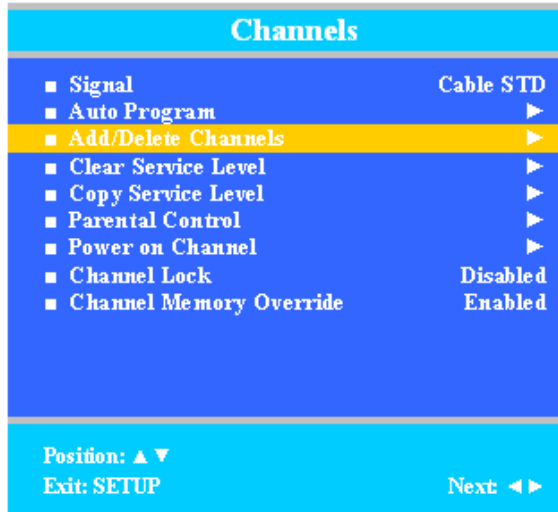 Channels
■ Signal Cable STD
■ Auto Program ▶
■ Add/Delete Channels ▶
■ Clear Service Level ▶
■ Copy Service Level ▶
■ Parental Control ▶
■ Power on Channel ▶
■ Channel Lock Disabled
■ Channel Memory Override Enabled
Position: ▲ ▼
Exit: SETUP Next: ◀ ▶